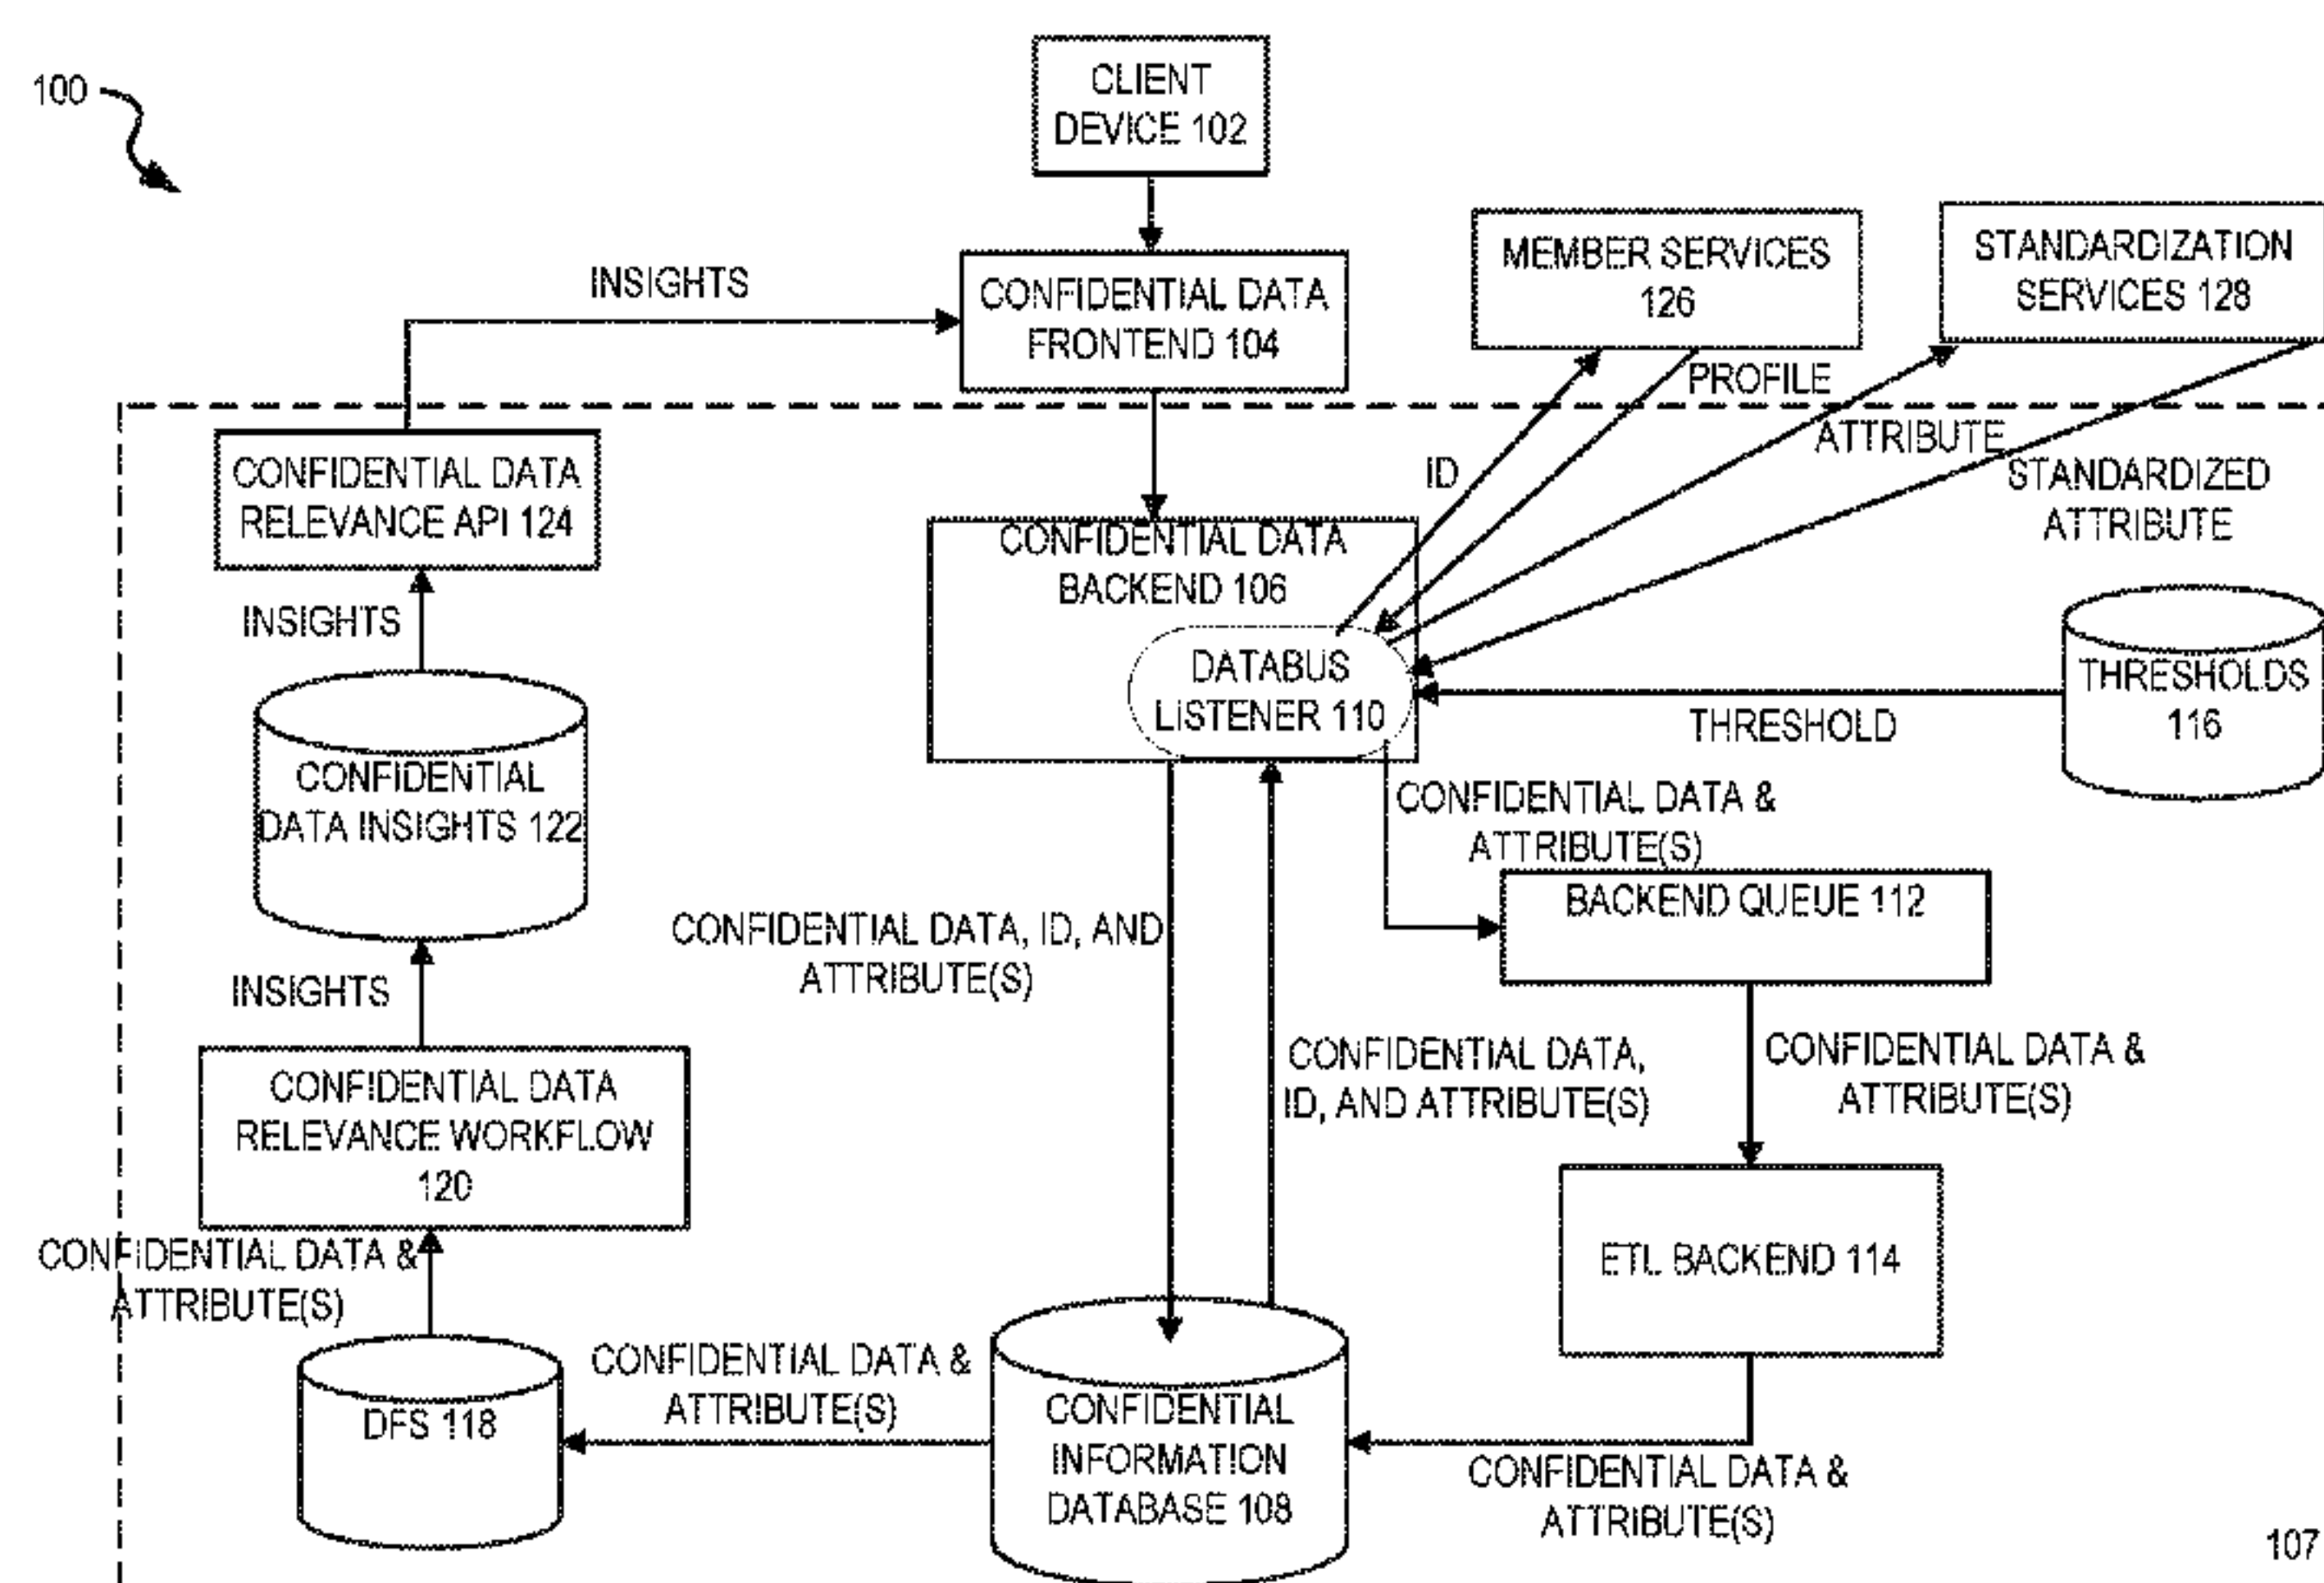 100
CLIENT
DEVICE 102
INSIGHTS
CONFIDENTIAL DATA
FRONTEND 104
MEMBER SERVICES
126
STANDARDIZATION
SERVICES 128
PROFILE
ATTRIBUTE
ID
STANDARDIZED
ATTRIBUTE
CONFIDENTIAL DATA
RELEVANCE API 124
CONFIDENTIAL DATA
BACKEND 106
INSIGHTS
DATABUS
LISTENER 110
THRESHOLDS
116
THRESHOLD
CONFIDENTIAL
DATA INSIGHTS 122
CONFIDENTIAL DATA &
ATTRIBUTE(S)
BACKEND QUEUE 112
CONFIDENTIAL DATA, ID, AND
ATTRIBUTE(S)
INSIGHTS
CONFIDENTIAL DATA,
ID, AND ATTRIBUTE(S)
CONFIDENTIAL DATA &
ATTRIBUTE(S)
CONFIDENTIAL DATA
RELEVANCE WORKFLOW
120
ETL BACKEND 114
CONFIDENTIAL DATA &
ATTRIBUTE(S)
CONFIDENTIAL DATA &
ATTRIBUTE(S)
DFS 118
CONFIDENTIAL
INFORMATION
DATABASE 108
CONFIDENTIAL DATA &
ATTRIBUTE(S)
107